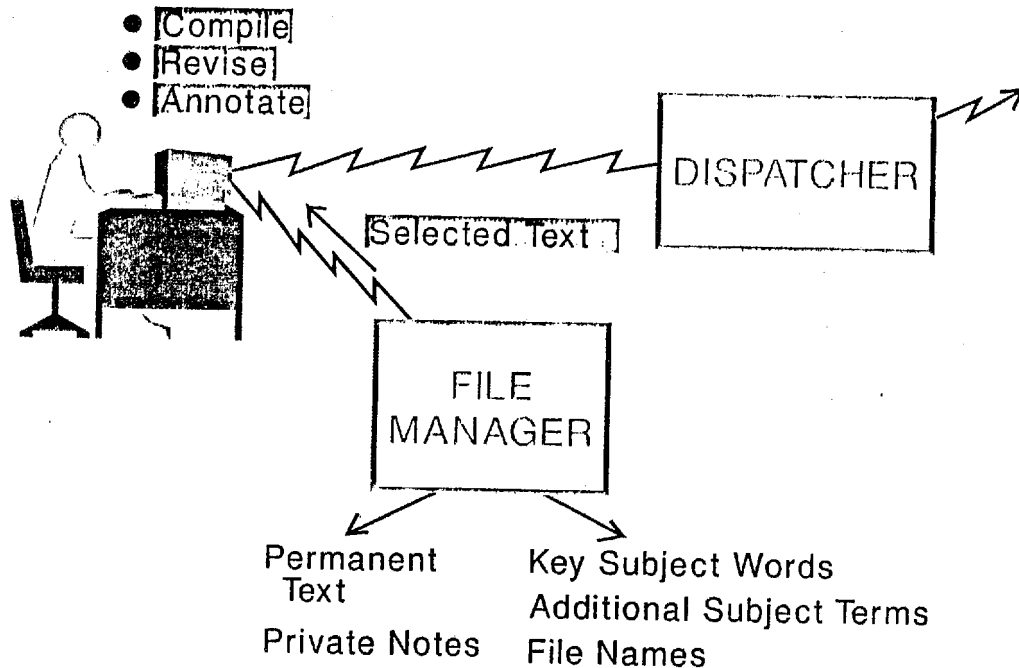 Compile
Revise
Annotate
DISPATCHER
Selected Text
FILE
MANAGER
Permanent
Text
Private Notes
Key Subject Words
Additional Subject Terms
File Names